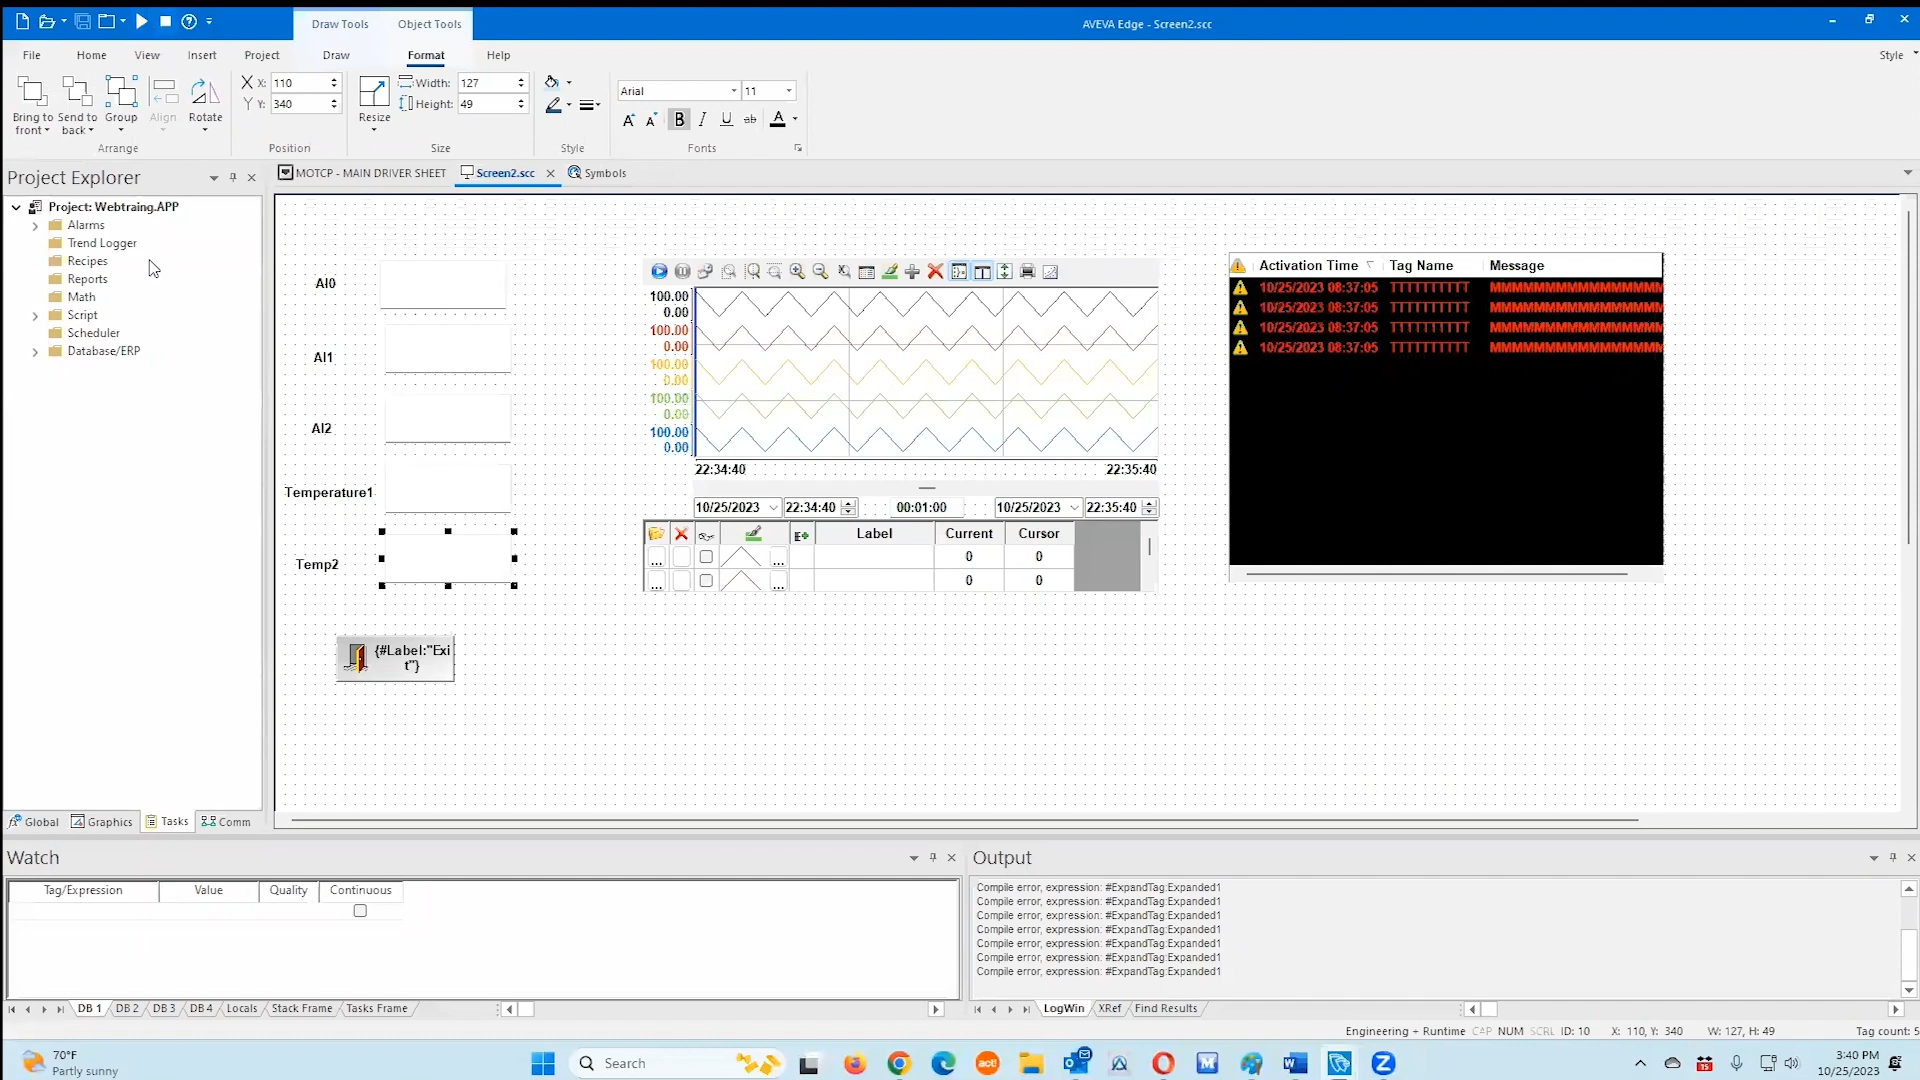 Draw Tools
Object Tools
AVEVA Edge - Screen2.scc
File
Home
View
Insert
Project
Draw
Format
Help
Style
Bring to front
Send to back
Group
Align
Rotate
Arrange
X: 110
Y: 340
Position
Resize
Width: 127
Height: 49
Size
Style
Arial
11
Fonts
Project Explorer
MOTCP - MAIN DRIVER SHEET
Screen2.scc
Symbols
Project: Webtraing.APP
Alarms
Trend Logger
Recipes
Reports
Math
Script
Scheduler
Database/ERP
AI0
AI1
AI2
Temperature1
Temp2
{#Label:"Exi
t"}
100.00
0.00
100.00
0.00
100.00
0.00
100.00
0.00
100.00
0.00
22:34:40
22:35:40
10/25/2023
22:34:40
00:01:00
10/25/2023
22:35:40
Label
Current
Cursor
0
0
0
0
Activation Time
Tag Name
Message
10/25/2023 08:37:05 TTTTTTTTTT MMMMMMMMMMMMMMMM
10/25/2023 08:37:05 TTTTTTTTTT MMMMMMMMMMMMMMMM
10/25/2023 08:37:05 TTTTTTTTTT MMMMMMMMMMMMMMMM
10/25/2023 08:37:05 TTTTTTTTTT MMMMMMMMMMMMMMMM
Global
Graphics
Tasks
Comm
Watch
Tag/Expression
Value
Quality
Continuous
DB 1
DB 2
DB 3
DB 4
Locals
Stack Frame
Tasks Frame
Output
Compile error, expression: #ExpandTag:Expanded1
Compile error, expression: #ExpandTag:Expanded1
Compile error, expression: #ExpandTag:Expanded1
Compile error, expression: #ExpandTag:Expanded1
Compile error, expression: #ExpandTag:Expanded1
Compile error, expression: #ExpandTag:Expanded1
Compile error, expression: #ExpandTag:Expanded1
LogWin
XRef
Find Results
Engineering + Runtime CAP NUM SCRL ID: 10 X: 110, Y: 340 W: 127, H: 49 Tag count: 5
70°F
Partly sunny
Search
act!
3:40 PM
10/25/2023